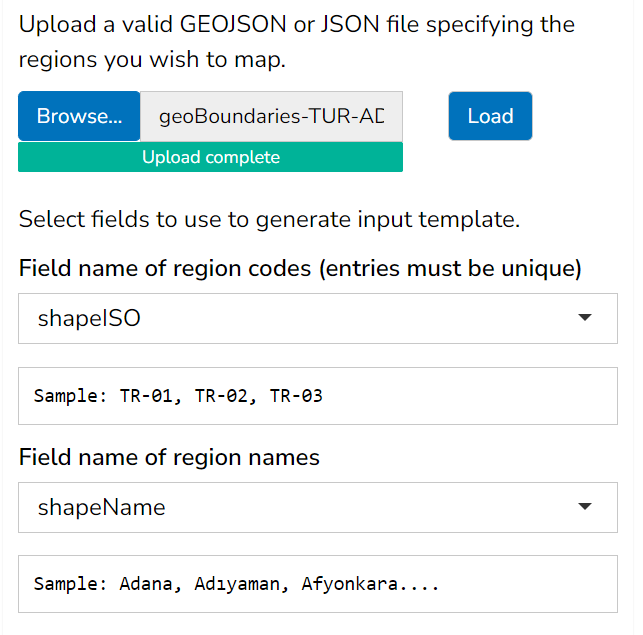 Upload a valid GEOJSON or JSON file specifying the
regions you wish to map.
Browse... geoBoundaries-TUR-AD Load
Upload complete
Select fields to use to generate input template.
Field name of region codes (entries must be unique)
shapeISO
Sample: TR-01, TR-02, TR-03
Field name of region names
shapeName
Sample: Adana, Adıyaman, Afyonkara....